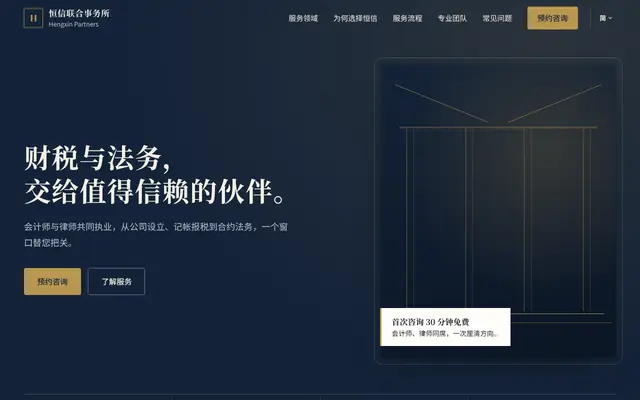 H
恒信联合事务所
Hengxin Partners
服务领域
为何选择恒信
服务流程
专业团队
常见问题
预约咨询
简
财税与法务，
交给值得信赖的伙伴。
会计师与律师共同执业，从公司设立、记帐报税到合约法务，一个窗
口替您把关。
预约咨询
了解服务
首次咨询 30 分钟免费
会计师、律师同席，一次厘清方向。